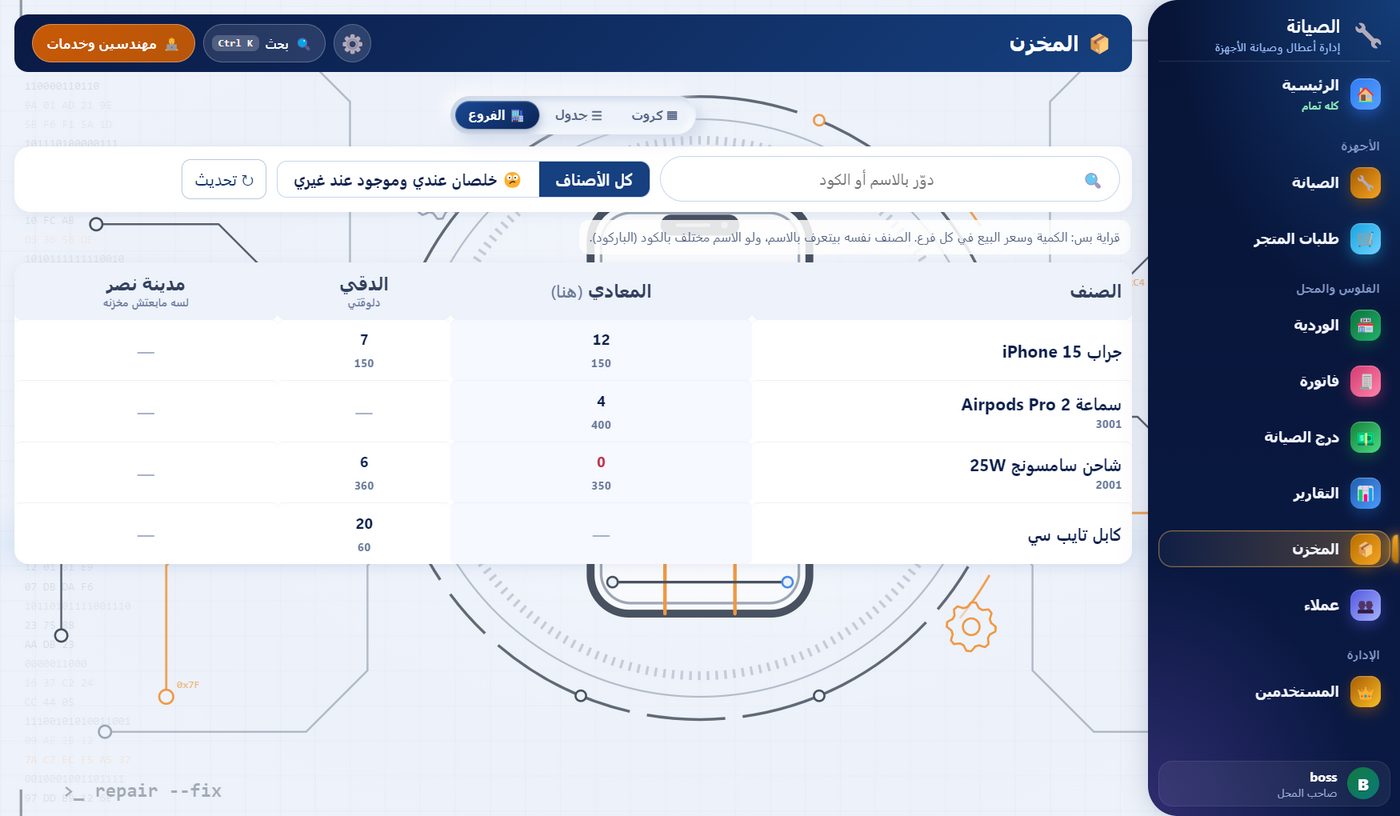 الصيانة
إدارة أعطال وصيانة الأجهزة
الرئيسية
كله تمام
الأجهزة
الصيانة
طلبات المتجر
الفلوس والمحل
الوردية
فاتورة
درج الصيانة
التقارير
المخزن
عملاء
الإدارة
المستخدمين
B
boss
صاحب المحل
المخزن
بحث Ctrl K
مهندسين وخدمات
كروت
جدول
الفروع
دوّر بالاسم أو الكود
كل الأصناف
خلصان عندي وموجود عند غيري
تحديث
قراية بس: الكمية وسعر البيع في كل فرع. الصنف نفسه بيتعرف بالاسم، ولو الاسم مختلف بالكود (الباركود).
الصنف
المعادي (هنا)
الدقي
دلوقتي
مدينة نصر
لسه مابعتش مخزنه
جراب iPhone 15
12
150
7
150
—
سماعة Airpods Pro 2
3001
4
400
—
—
شاحن سامسونج 25W
2001
0
350
6
360
—
كابل تايب سي
—
20
60
—
0x7F
>_ repair --fix